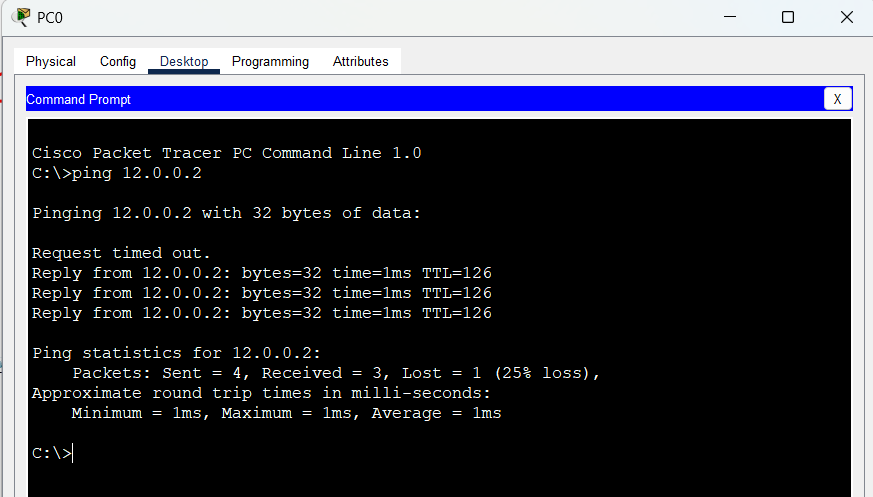 PC0
Physical Config Desktop Programming Attributes
Command Prompt X
Cisco Packet Tracer PC Command Line 1.0
C:\>ping 12.0.0.2
Pinging 12.0.0.2 with 32 bytes of data:
Request timed out.
Reply from 12.0.0.2: bytes=32 time=1ms TTL=126
Reply from 12.0.0.2: bytes=32 time=1ms TTL=126
Reply from 12.0.0.2: bytes=32 time=1ms TTL=126
Ping statistics for 12.0.0.2:
Packets: Sent = 4, Received = 3, Lost = 1 (25% loss),
Approximate round trip times in milli-seconds:
Minimum = 1ms, Maximum = 1ms, Average = 1ms
C:\>